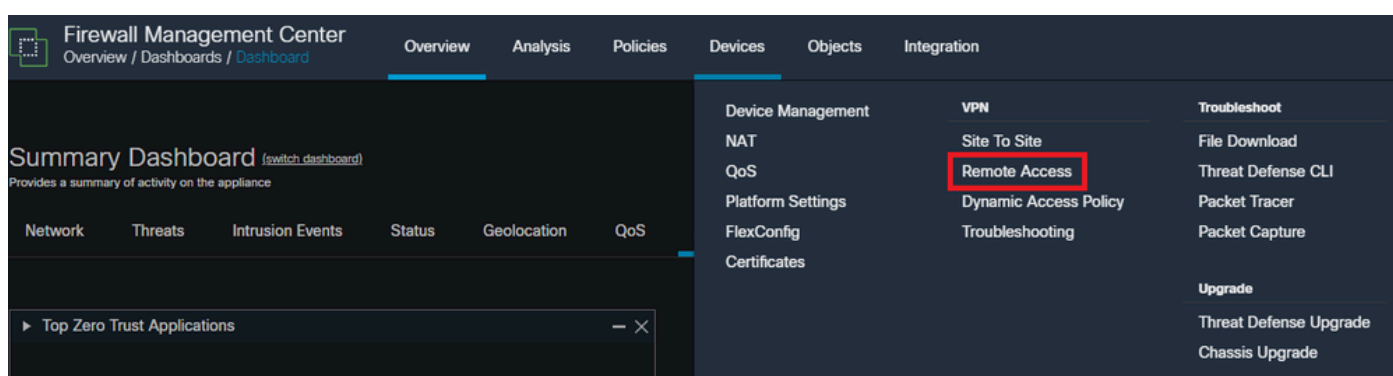 Firewall Management Center
Overview / Dashboards / Dashboard
Overview Analysis Policies Devices Objects Integration
Summary Dashboard (switch dashboard)
Provides a summary of activity on the appliance
Network Threats Intrusion Events Status Geolocation QoS
Top Zero Trust Applications
Device Management
NAT
QoS
Platform Settings
FlexConfig
Certificates
VPN
Site To Site
Remote Access
Dynamic Access Policy
Troubleshooting
Troubleshoot
File Download
Threat Defense CLI
Packet Tracer
Packet Capture
Upgrade
Threat Defense Upgrade
Chassis Upgrade